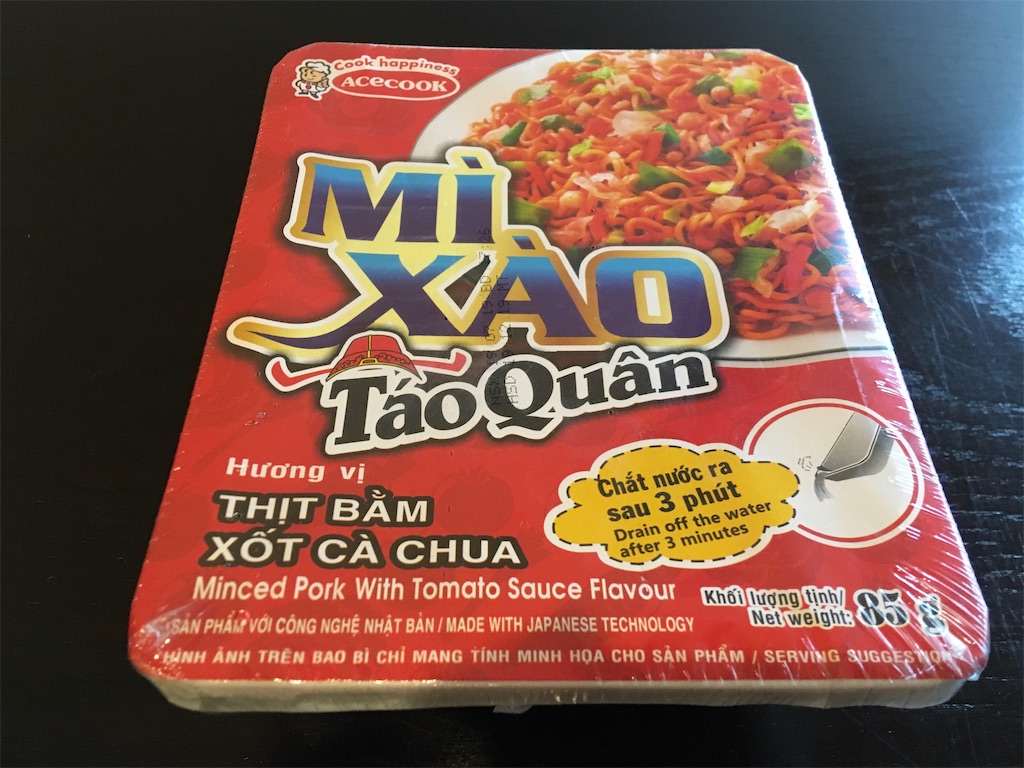 Cook happiness
ACECOOK
MÌ
XÀO
Táo Quân
Hương vị
THỊT BẰM
XỐT CÀ CHUA
Minced Pork With Tomato Sauce Flavour
Chắt nước ra
sau 3 phút
Drain off the water
after 3 minutes
Khối lượng tịnh/
Net weight: 85 g
SẢN PHẨM VỚI CÔNG NGHỆ NHẬT BẢN / MADE WITH JAPANESE TECHNOLOGY
HÌNH ẢNH TRÊN BAO BÌ CHỈ MANG TÍNH MINH HỌA CHO SẢN PHẨM / SERVING SUGGESTION